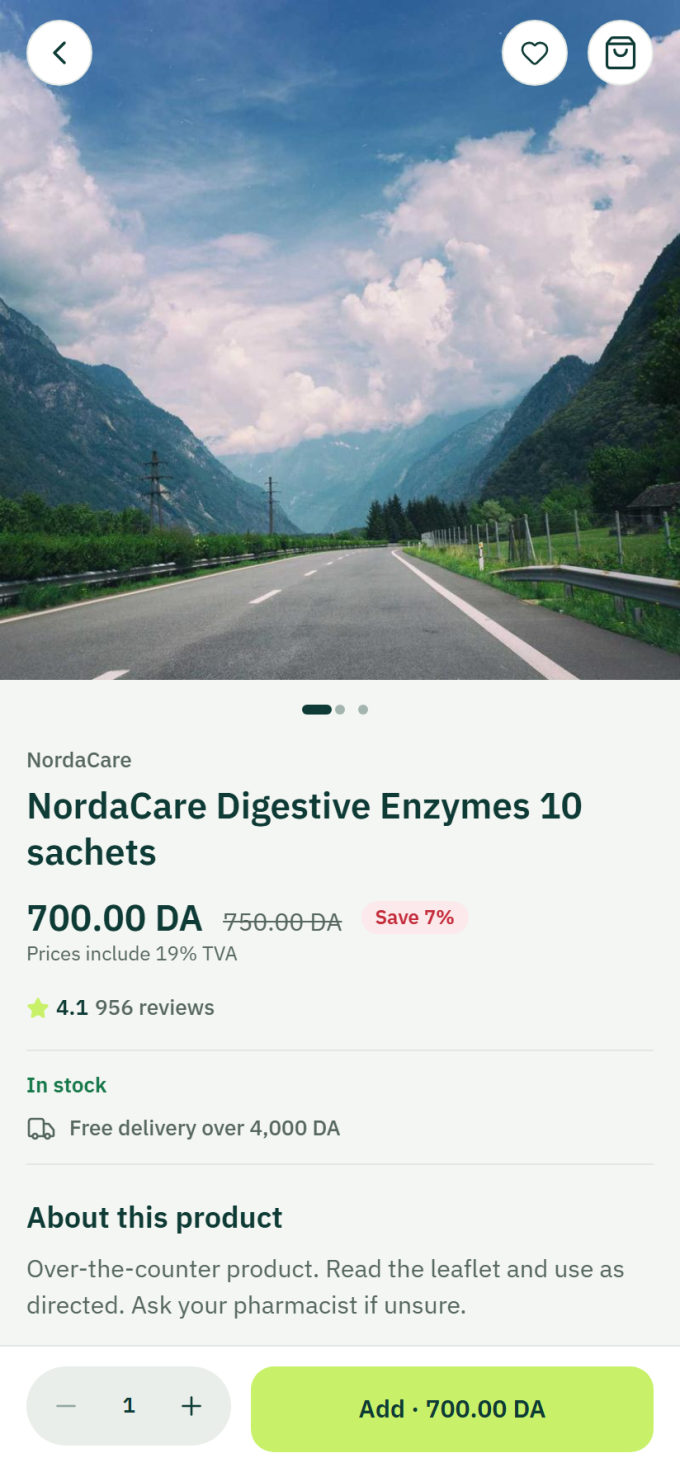 NordaCare
NordaCare Digestive Enzymes 10
sachets
700.00 DA 750.00 DA Save 7%
Prices include 19% TVA
4.1 956 reviews
In stock
Free delivery over 4,000 DA
About this product
Over-the-counter product. Read the leaflet and use as
directed. Ask your pharmacist if unsure.
1 Add · 700.00 DA